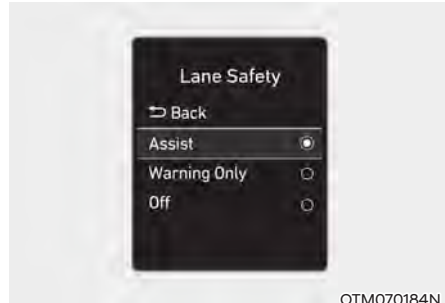 Lane Safety
Back
Assist
Warning Only
Off
OTM070184N